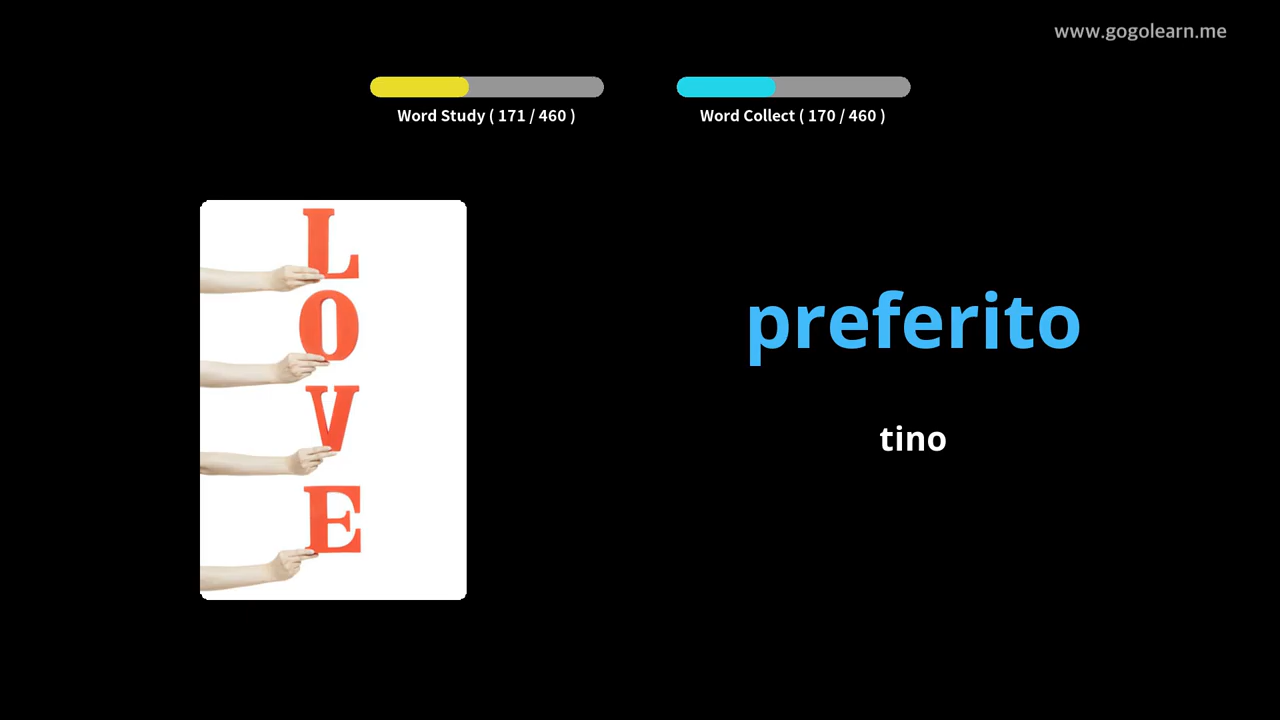 www.gogolearn.me
Word Study ( 171 / 460 )
Word Collect ( 170 / 460 )
L
O
V
E
preferito
tino